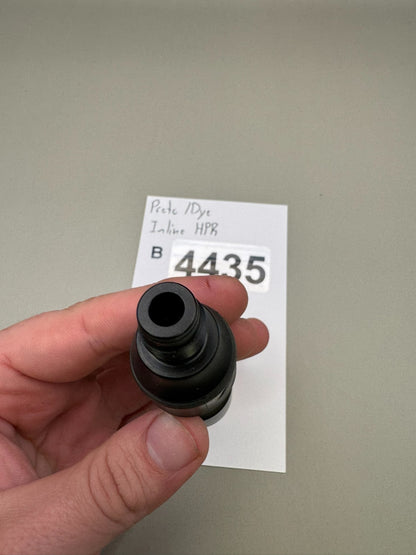 Proto /Dye
Inline HPR
B 4435